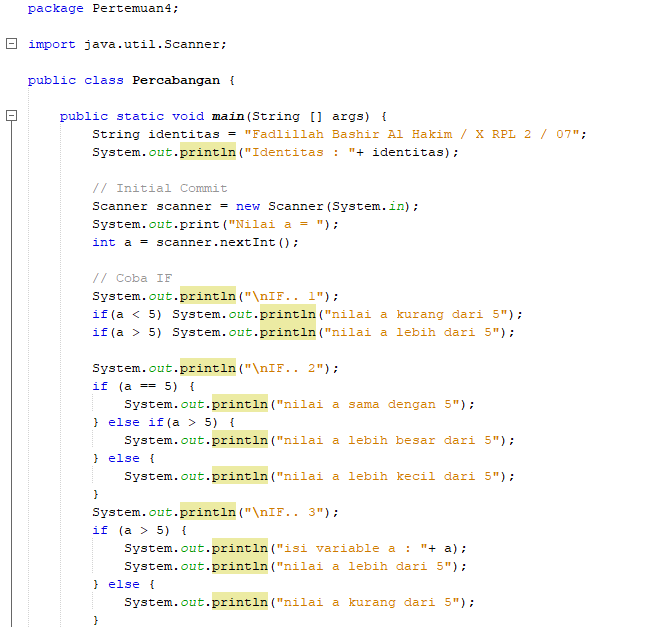 package Pertemuan4;
import java.util.Scanner;
public class Percabangan {
public static void main(String [] args) {
String identitas = "Fadlillah Bashir Al Hakim / X RPL 2 / 07";
System.out.println("Identitas : "+ identitas);
// Initial Commit
Scanner scanner = new Scanner(System.in);
System.out.print("Nilai a = ");
int a = scanner.nextInt();
// Coba IF
System.out.println("\nIF.. 1");
if(a < 5) System.out.println("nilai a kurang dari 5");
if(a > 5) System.out.println("nilai a lebih dari 5");
System.out.println("\nIF.. 2");
if (a == 5) {
System.out.println("nilai a sama dengan 5");
} else if(a > 5) {
System.out.println("nilai a lebih besar dari 5");
} else {
System.out.println("nilai a lebih kecil dari 5");
}
System.out.println("\nIF.. 3");
if (a > 5) {
System.out.println("isi variable a : "+ a);
System.out.println("nilai a lebih dari 5");
} else {
System.out.println("nilai a kurang dari 5");
}